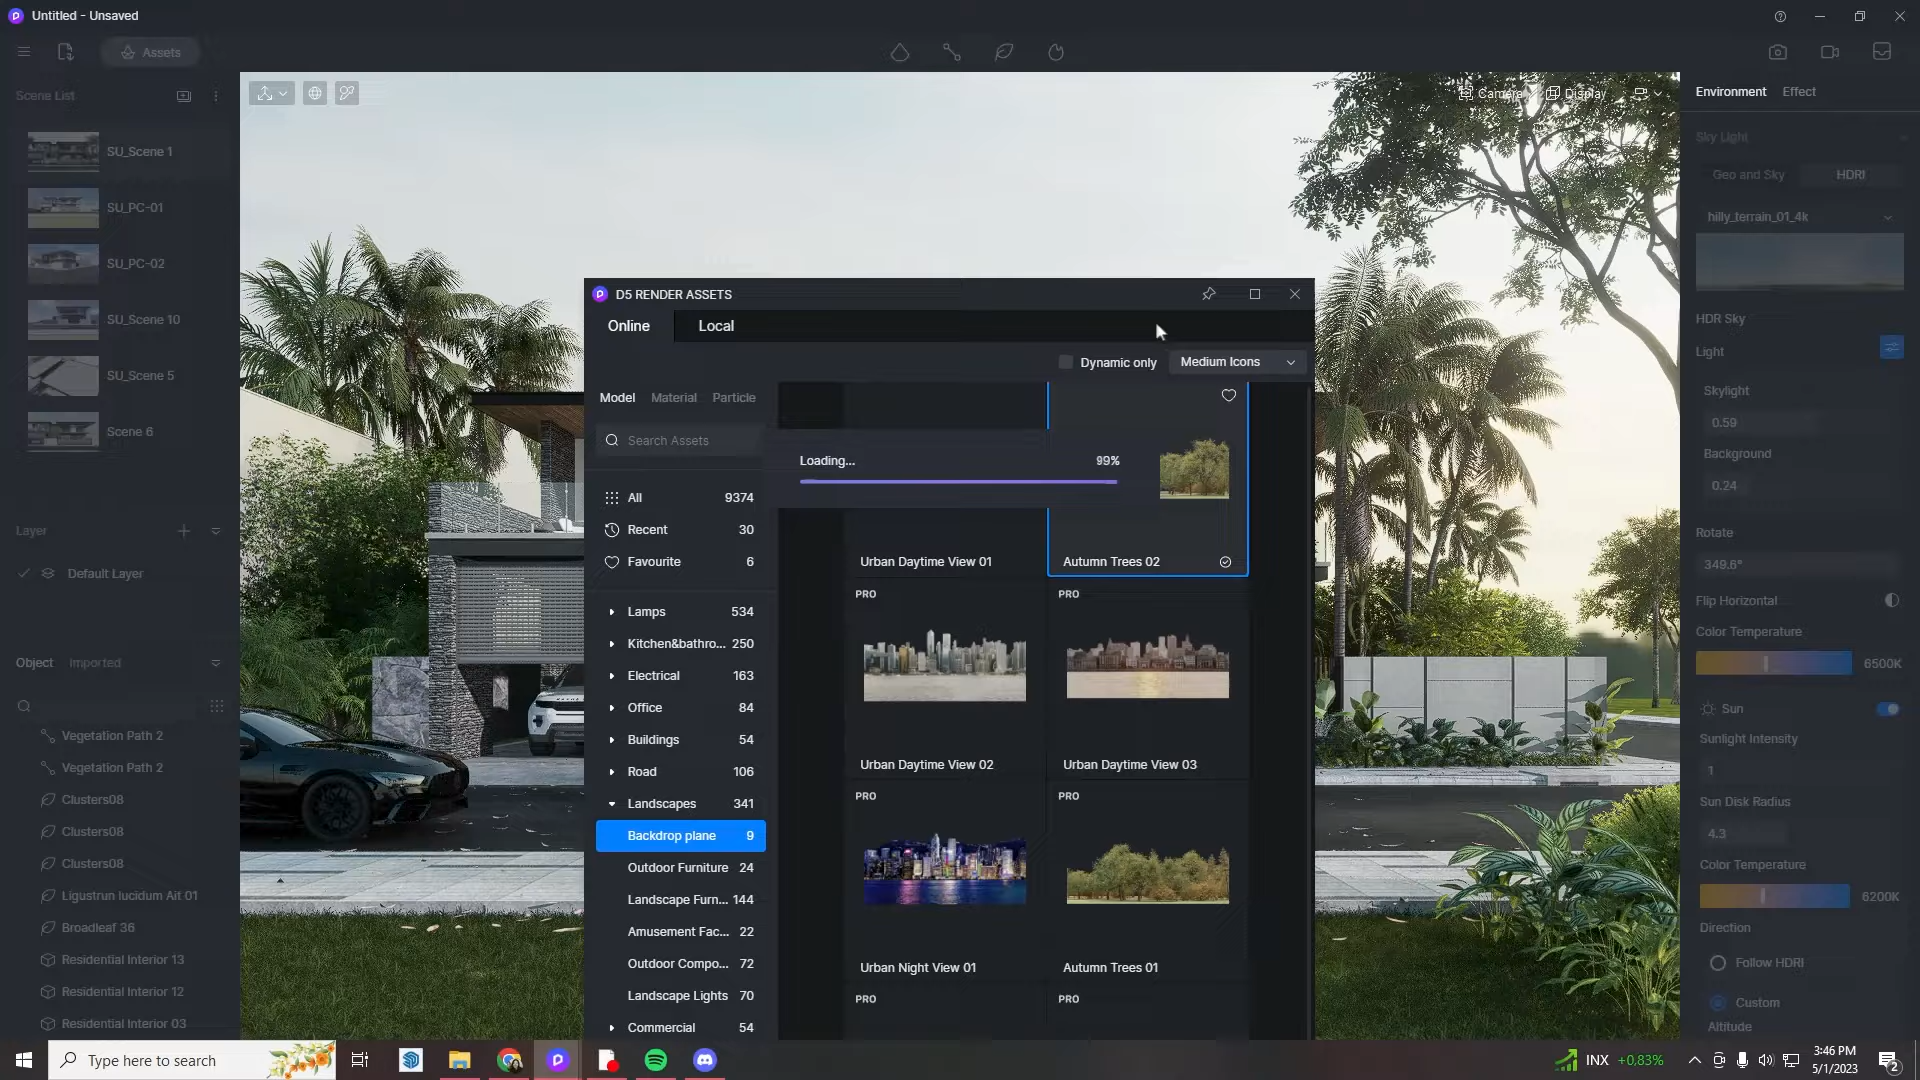 Untitled - Unsaved
Assets
Scene List
SU_Scene 1
SU_PC-01
SU_PC-02
SU_Scene 10
SU_Scene 5
Scene 6
Layer
Default Layer
Object Imported
Vegetation Path 2
Vegetation Path 2
Clusters08
Clusters08
Clusters08
Ligustrun lucidum Ait 01
Broadleaf 36
Residential Interior 13
Residential Interior 12
Residential Interior 03
Camera
Display
D5 RENDER ASSETS
Online
Local
Dynamic only
Medium Icons
Model Material Particle
Search Assets
All 9374
Recent 30
Favourite 6
Lamps 534
Kitchen&bathro... 250
Electrical 163
Office 84
Buildings 54
Road 106
Landscapes 341
Backdrop plane 9
Outdoor Furniture 24
Landscape Furn... 144
Amusement Fac... 22
Outdoor Compo... 72
Landscape Lights 70
Commercial 54
Loading... 99%
Urban Daytime View 01
Autumn Trees 02
PRO
PRO
Urban Daytime View 02
Urban Daytime View 03
PRO
PRO
Urban Night View 01
Autumn Trees 01
PRO
PRO
Environment Effect
Sky Light
Geo and Sky
HDRI
hilly_terrain_01_4k
HDR Sky
Light
Skylight
0.59
Background
0.24
Rotate
349.6°
Flip Horizontal
Color Temperature
6500K
Sun
Sunlight Intensity
1
Sun Disk Radius
4.3
Color Temperature
6200K
Direction
Follow HDRI
Custom
Altitude
Type here to search
INX +0,83%
3:46 PM
5/1/2023
2